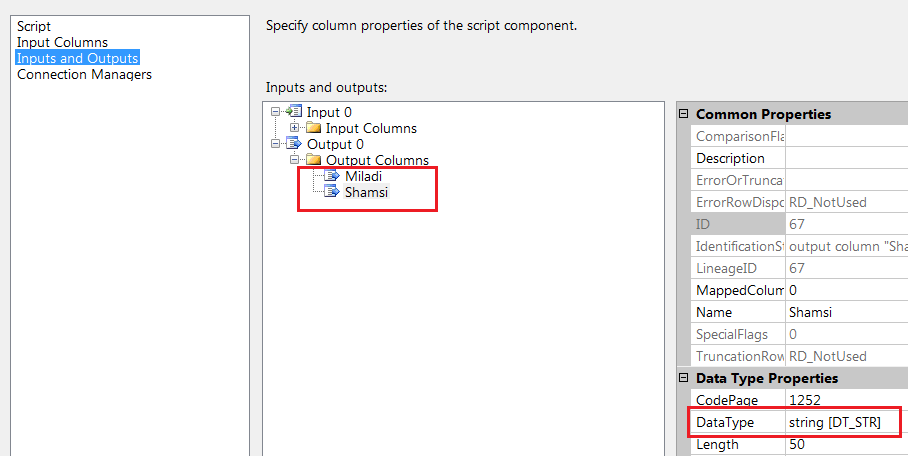 Specify column properties of the script component.
Script
Input Columns
Inputs and Outputs
Connection Managers
Inputs and outputs:
Input 0
Input Columns
Output 0
Output Columns
Miladi
Shamsi
Common Properties
ComparisonFla
Description
ErrorOrTruncat
ErrorRowDispo RD_NotUsed
ID 67
IdentificationSt output column "Sha
LineageID 67
MappedColum 0
Name Shamsi
SpecialFlags 0
TruncationRow RD_NotUsed
Data Type Properties
CodePage 1252
DataType string [DT_STR]
Length 50